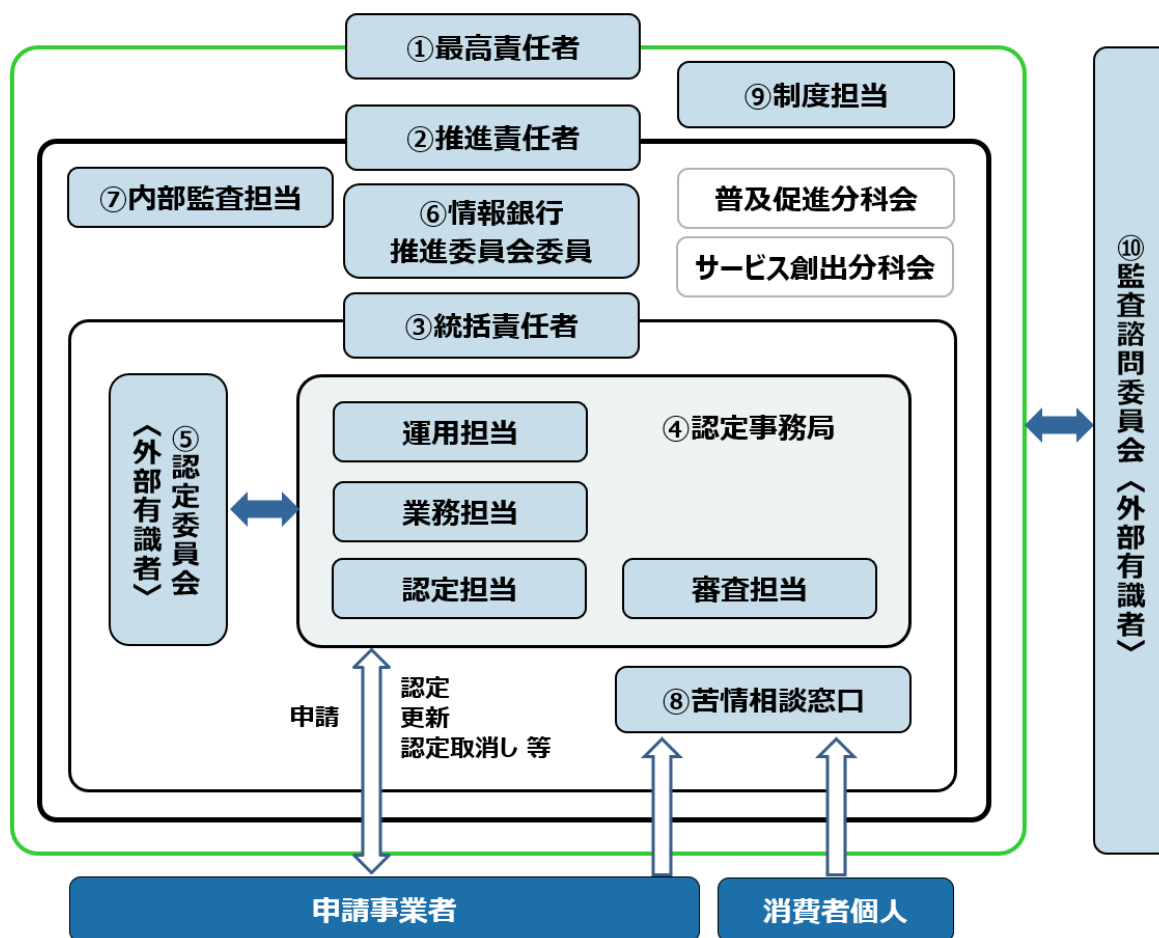 ①最高責任者
⑨制度担当
②推進責任者
⑦内部監査担当
⑥情報銀行
推進委員会委員
普及促進分科会
サービス創出分科会
③統括責任者
⑤認定委員会
〈外部有識者〉
運用担当
④認定事務局
業務担当
認定担当
審査担当
申請
認定
更新
認定取消し 等
⑧苦情相談窓口
⑩監査諮問委員会〈外部有識者〉
申請事業者
消費者個人